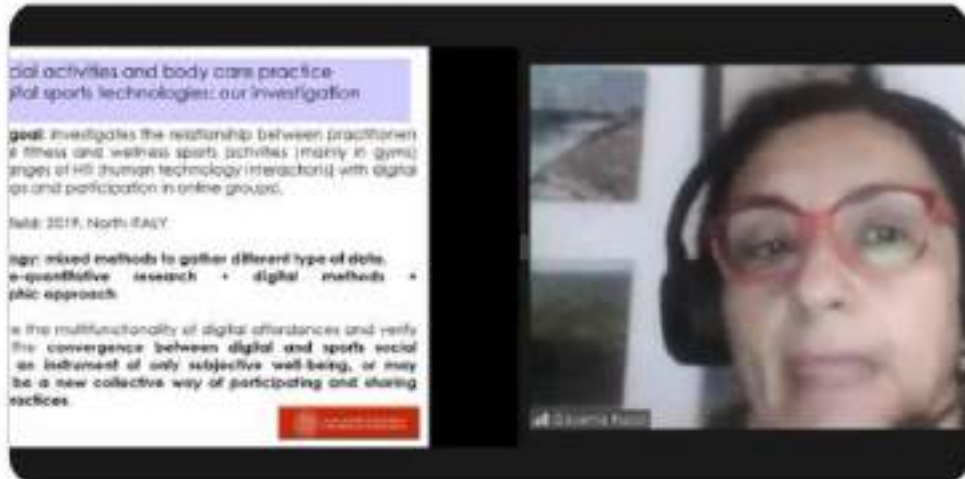 cial activities and body care practice
gital sports technologies: our investigation
goal: investigates the relationship between practitioners
l fitness and wellness sports activities (mainly in gyms)
anges of HTI (human technology interactions) with digital
and participation in online groups).
field: 2019, North ITALY
ogy: mixed methods to gather different type of data.
quantitative research + digital methods +
phic approach
e the multifunctionality of digital affordances and verify
the convergence between digital and sports social
an instrument of only subjective well-being, or may
be a new collective way of participating and sharing
ractices.